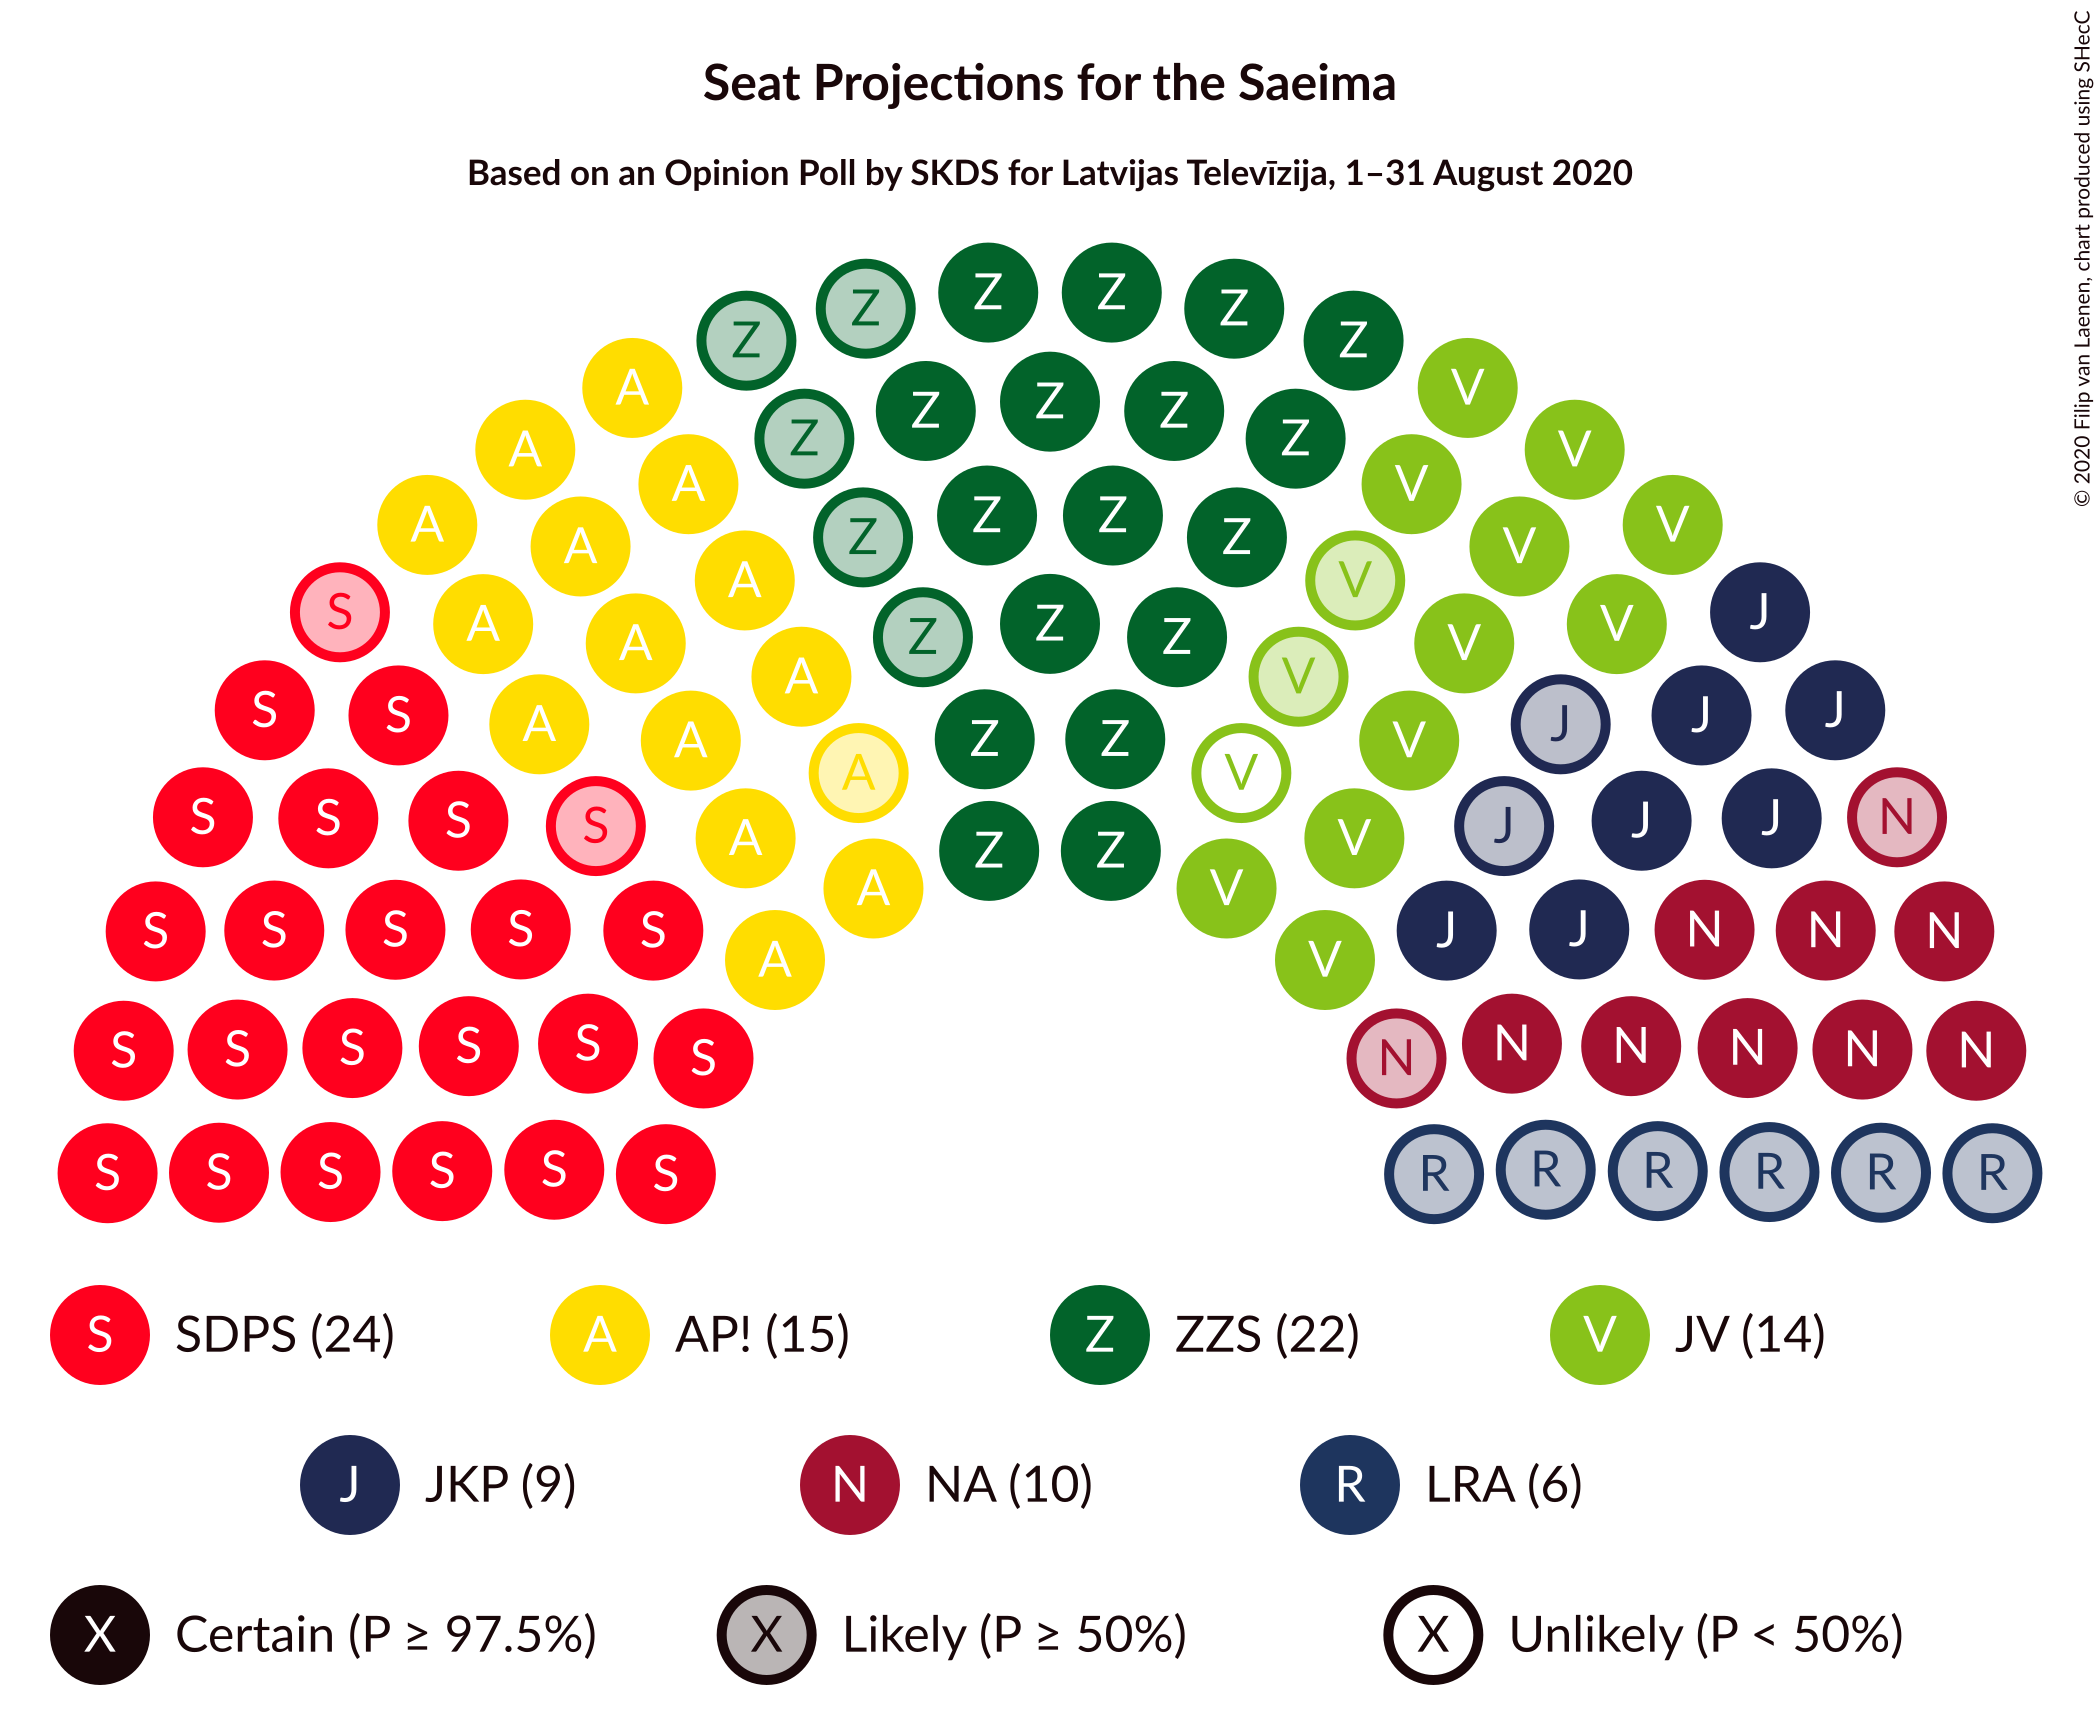 Seat Projections for the Saeima
Based on an Opinion Poll by SKDS for Latvijas Televīzija, 1–31 August 2020
© 2020 Filip van Laenen, chart produced using SHecC
Z Z Z Z
Z Z
A Z Z Z Z Z Z V
A A V V
A A Z Z Z Z V V
S A A Z Z Z V V J
A A Z Z V V
S S A A Z Z V V J J J
S S S S A A Z Z V V J J J N
S S S S S A A V V J J N N N
S S S S S S N N N N N N
S S S S S S R R R R R R
S SDPS (24) A AP! (15) Z ZZS (22) V JV (14)
J JKP (9) N NA (10) R LRA (6)
X Certain (P ≥ 97.5%) X Likely (P ≥ 50%) X Unlikely (P < 50%)